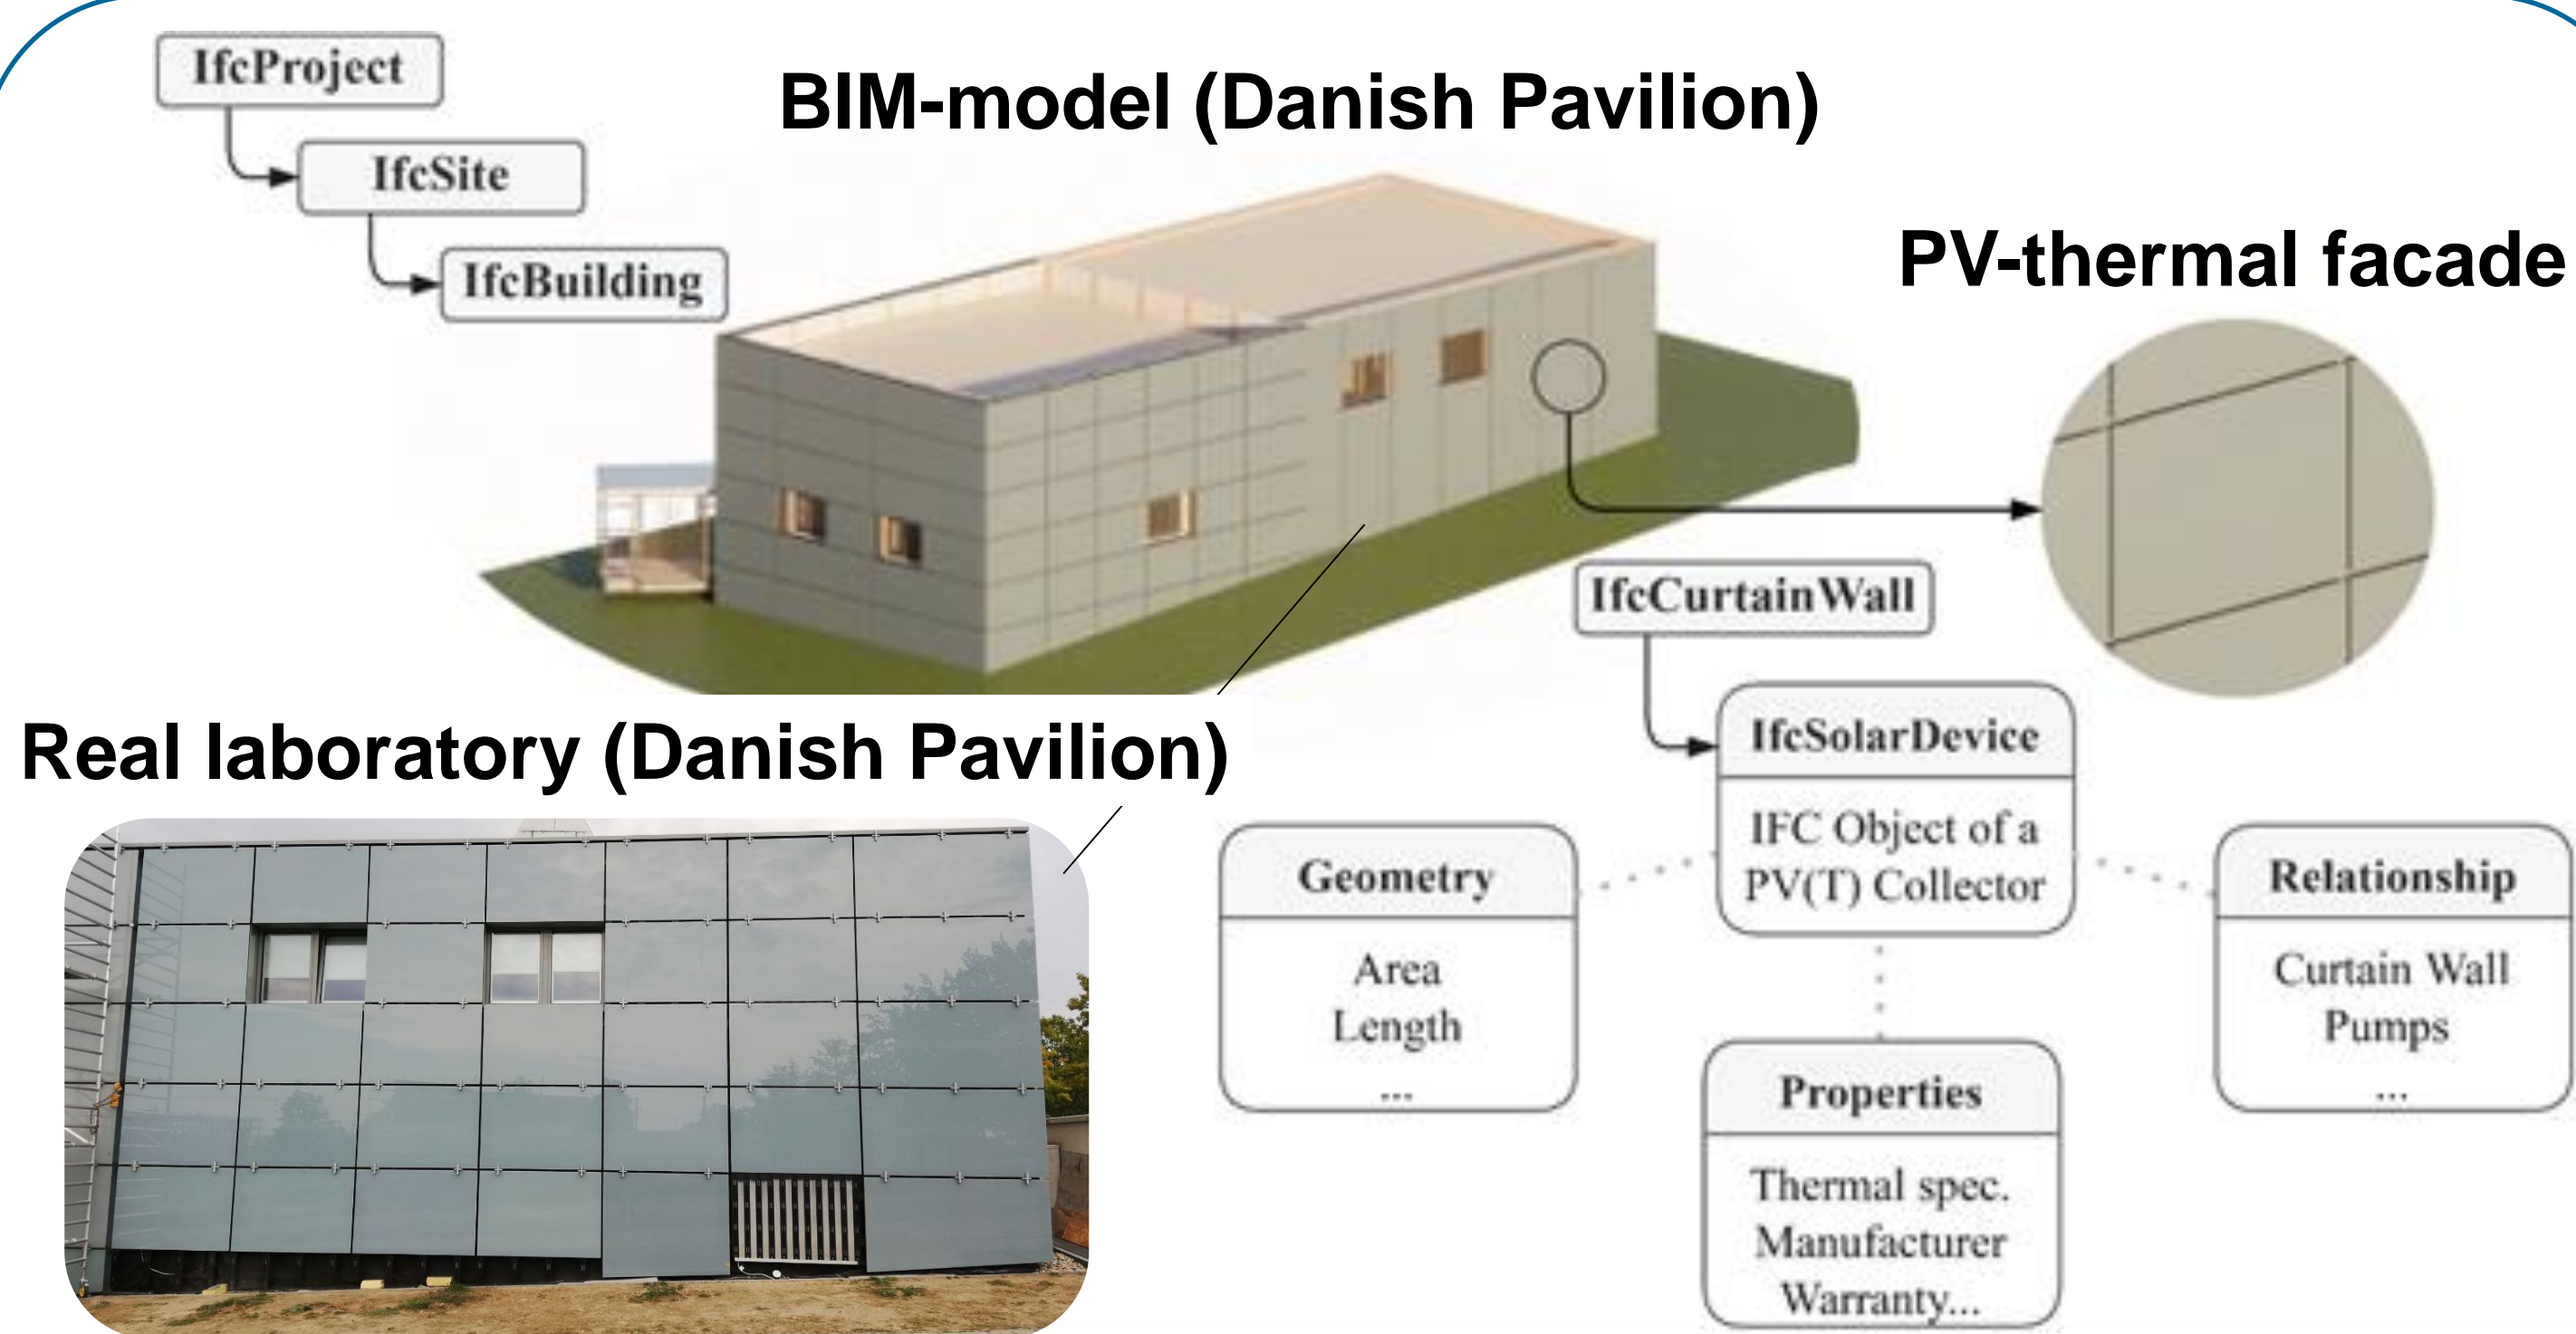 IfcProject
IfcSite
IfcBuilding
BIM-model (Danish Pavilion)
PV-thermal facade
IfcCurtainWall
Real laboratory (Danish Pavilion)
IfcSolarDevice
IFC Object of a
PV(T) Collector
Geometry
Area
Length
...
Properties
Thermal spec.
Manufacturer
Warranty...
Relationship
Curtain Wall
Pumps
...